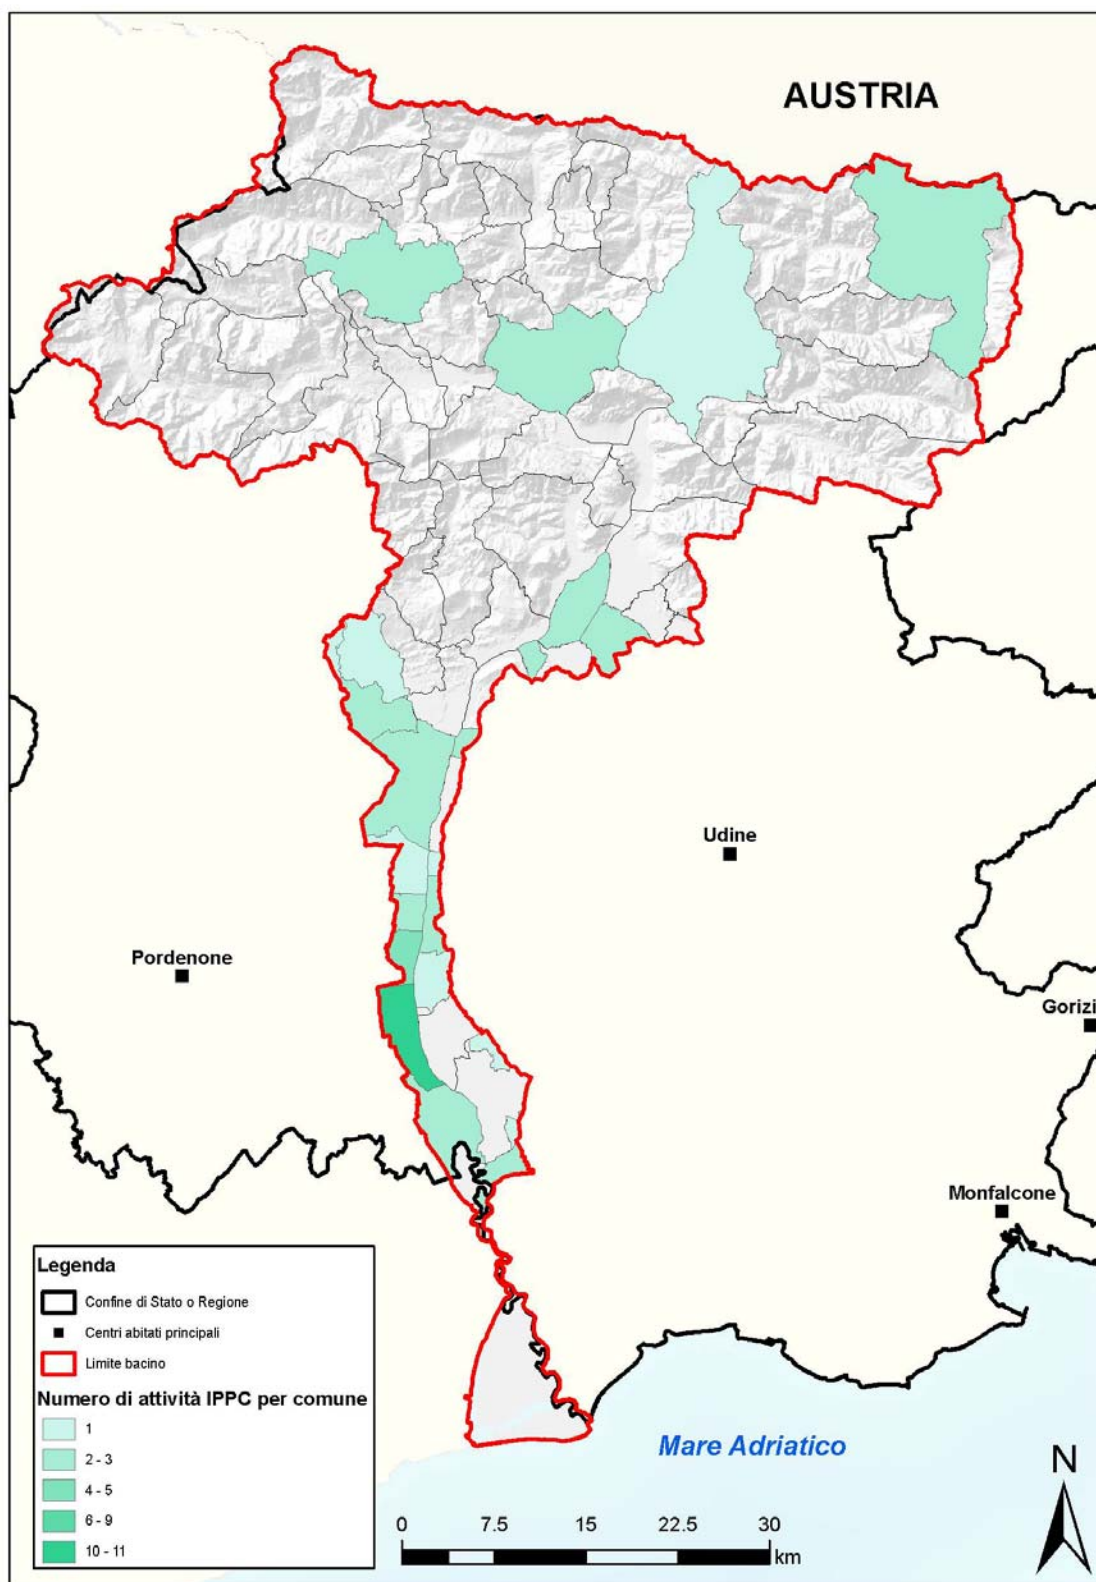 AUSTRIA
Udine
Pordenone
Gorizi
Monfalcone
Mare Adriatico
Legenda
Confine di Stato o Regione
Centri abitati principali
Limite bacino
Numero di attività IPPC per comune
1
2 - 3
4 - 5
6 - 9
10 - 11
0 7.5 15 22.5 30
km
N